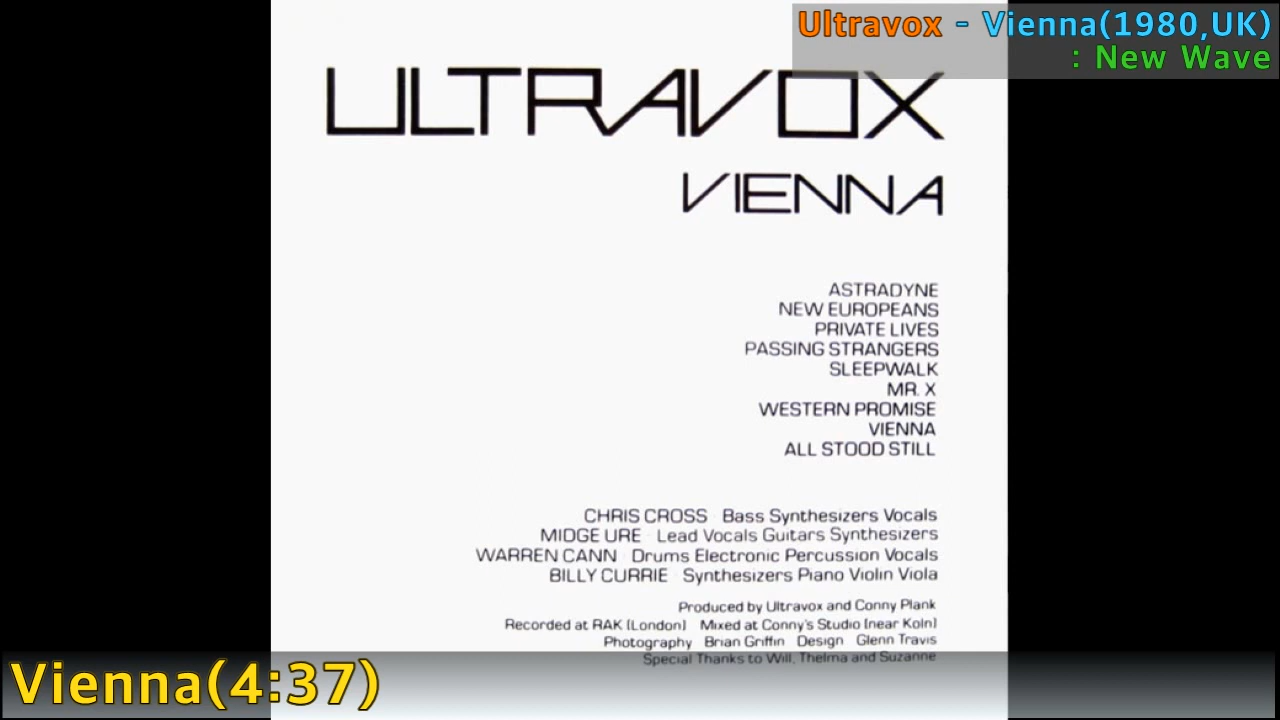 Ultravox - Vienna(1980,UK)
: New Wave
ULTRAVOX
VIENNA
ASTRADYNE
NEW EUROPEANS
PRIVATE LIVES
PASSING STRANGERS
SLEEPWALK
MR. X
WESTERN PROMISE
VIENNA
ALL STOOD STILL
CHRIS CROSS · Bass Synthesizers Vocals
MIDGE URE · Lead Vocals Guitars Synthesizers
WARREN CANN · Drums Electronic Percussion Vocals
BILLY CURRIE · Synthesizers Piano Violin Viola
Produced by Ultravox and Conny Plank
Recorded at RAK (London) Mixed at Conny's Studio (near Koln)
Photography Brian Griffin Design Glenn Travis
Special Thanks to Will, Thelma and Suzanne
Vienna(4:37)